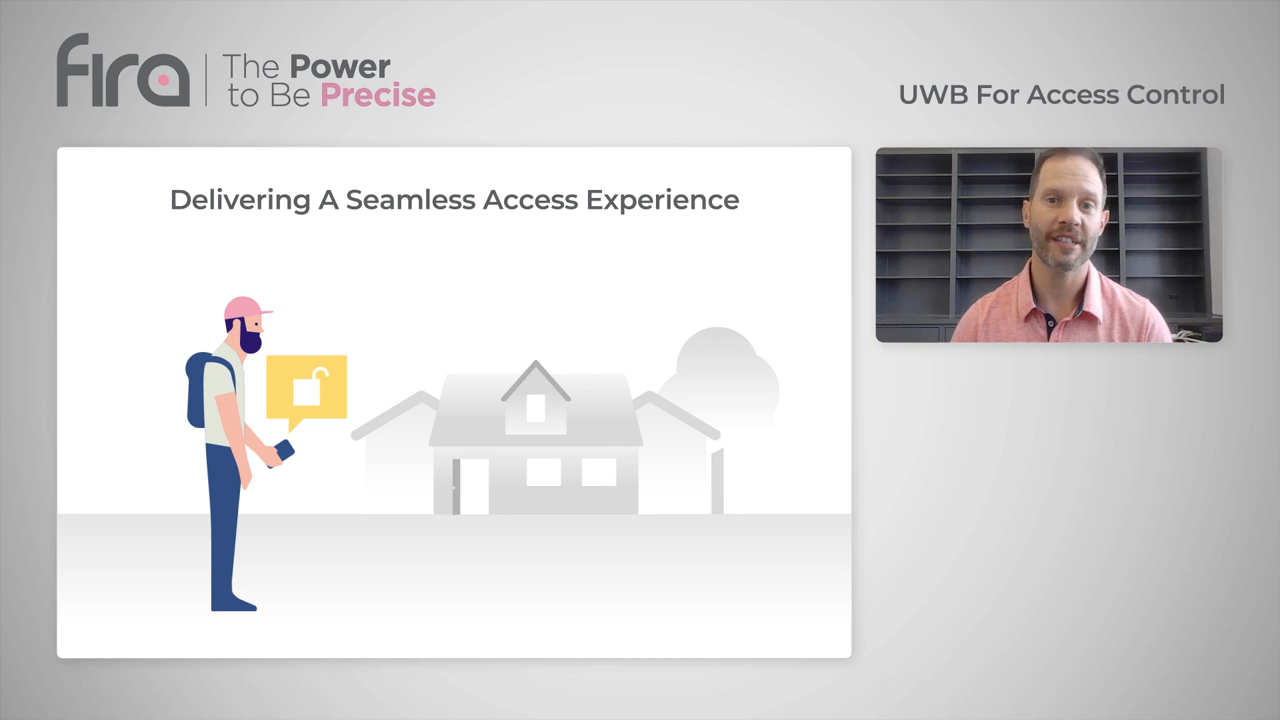 fira
The Power
to Be Precise
UWB For Access Control
Delivering A Seamless Access Experience